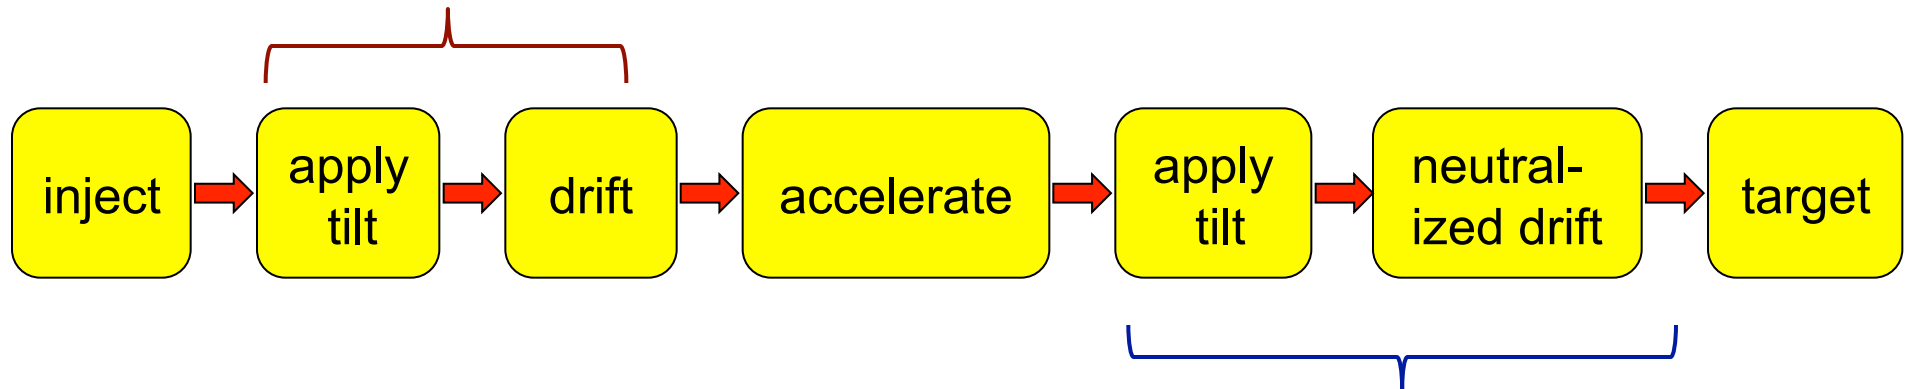 inject
apply
tilt
drift
accelerate
apply
tilt
neutral-
ized drift
target